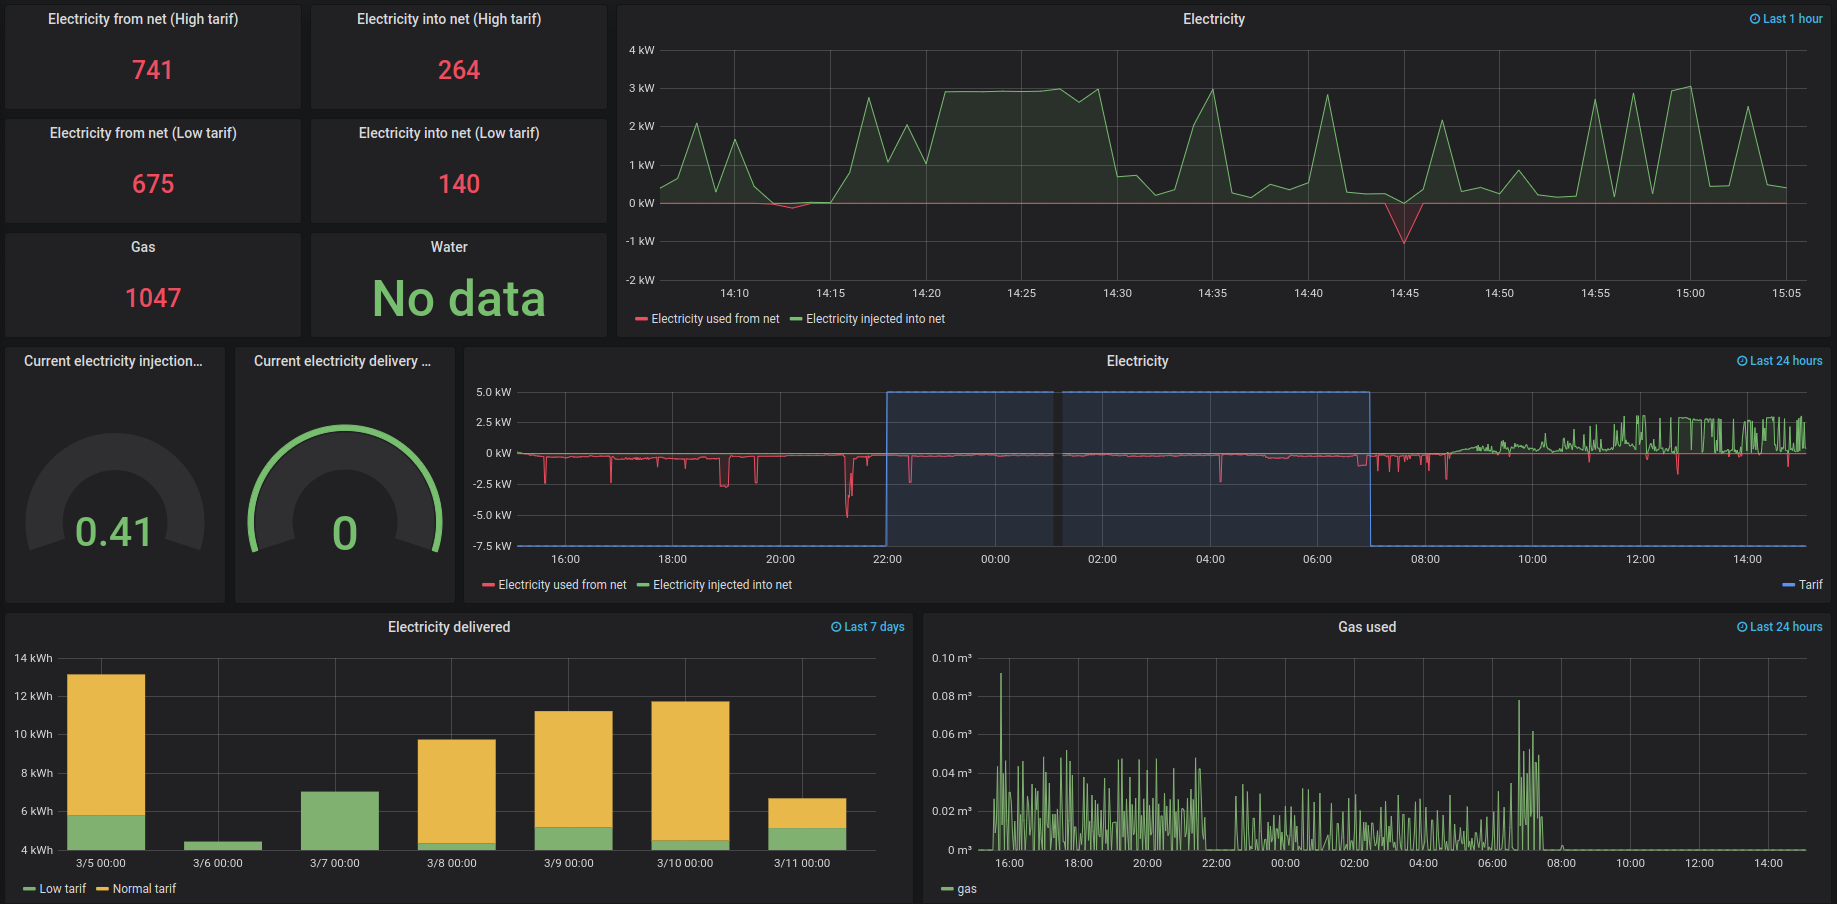 Electricity from net (High tarif)
741
Electricity into net (High tarif)
264
Electricity from net (Low tarif)
675
Electricity into net (Low tarif)
140
Gas
1047
Water
No data
Electricity
Last 1 hour
4 kW
3 kW
2 kW
1 kW
0 kW
-1 kW
-2 kW
14:10 14:15 14:20 14:25 14:30 14:35 14:40 14:45 14:50 14:55 15:00 15:05
Electricity used from net Electricity injected into net
Current electricity injection...
0.41
Current electricity delivery ...
0
Electricity
Last 24 hours
5.0 kW
2.5 kW
0 kW
-2.5 kW
-5.0 kW
-7.5 kW
16:00 18:00 20:00 22:00 00:00 02:00 04:00 06:00 08:00 10:00 12:00 14:00
Electricity used from net Electricity injected into net
Tarif
Electricity delivered
Last 7 days
14 kWh
12 kWh
10 kWh
8 kWh
6 kWh
4 kWh
3/5 00:00 3/6 00:00 3/7 00:00 3/8 00:00 3/9 00:00 3/10 00:00 3/11 00:00
Low tarif Normal tarif
Gas used
Last 24 hours
0.10 m³
0.08 m³
0.06 m³
0.04 m³
0.02 m³
0 m³
16:00 18:00 20:00 22:00 00:00 02:00 04:00 06:00 08:00 10:00 12:00 14:00
gas